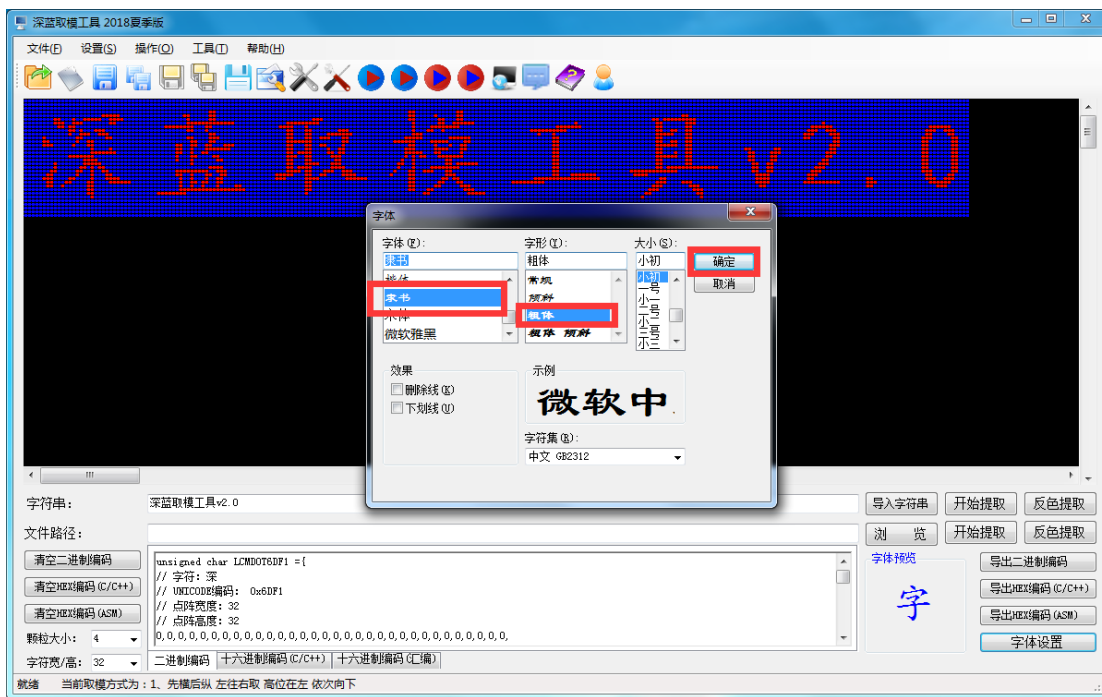 深蓝取模工具 2018夏季版
文件(F) 设置(S) 操作(O) 工具(T) 帮助(H)
深蓝取模工具v2.0
字体
字体(F):
字形(Y):
大小(S):
隶书
粗体
小初
确定
取消
楷体
隶书
宋体
微软雅黑
常规
倾斜
粗体
粗体 倾斜
小初
一号
小一
二号
小二
三号
小三
效果
删除线(K)
下划线(U)
示例
微软中
字符集(R):
中文 GB2312
字符串:
深蓝取模工具v2.0
导入字符串
开始提取
反色提取
文件路径:
浏 览
开始提取
反色提取
清空二进制编码
清空HEX编码(C/C++)
清空HEX编码(ASM)
颗粒大小: 4
字符宽/高: 32
unsigned char LCMDOT6DF1 =[
// 字符: 深
// UNICODE编码: 0x6DF1
// 点阵宽度: 32
// 点阵高度: 32
0,0,0,0,0,0,0,0,0,0,0,0,0,0,0,0,0,0,0,0,0,0,0,0,0,0,0,0,0,0,0,0,
二进制编码
十六进制编码(C/C++)
十六进制编码(汇编)
字体预览
字
导出二进制编码
导出HEX编码(C/C++)
导出HEX编码(ASM)
字体设置
就绪 当前取模方式为:1、先横后纵 左往右取 高位在左 依次向下